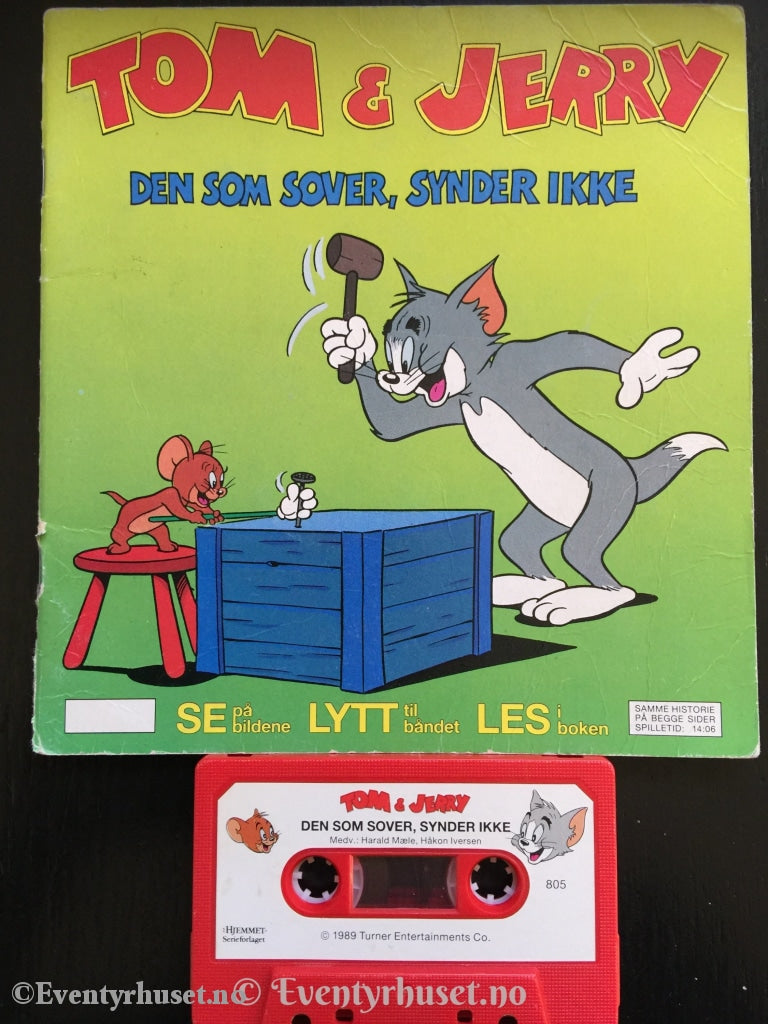 TOM & JERRY
DEN SOM SOVER, SYNDER IKKE
SE på bildene LYTT til båndet LES i boken
SAMME HISTORIE
PÅ BEGGE SIDER
SPILLETID: 14:06
TOM & JERRY
DEN SOM SOVER, SYNDER IKKE
Medv.: Harald Mæle, Håkon Iversen
805
:HJEMMET·
Serieforlaget
© 1989 Turner Entertainments Co.
©Eventyrhuset.no
© Eventyrhuset.no